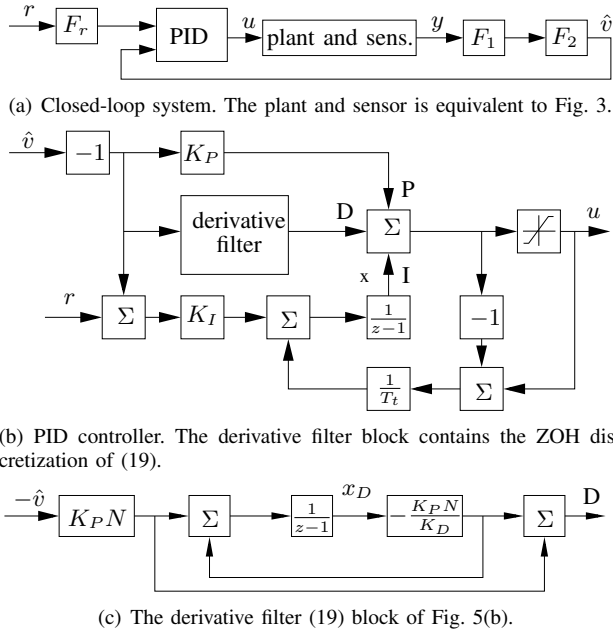 r
F_r
PID
u
plant and sens.
y
F_1
F_2
v̂
(a) Closed-loop system. The plant and sensor is equivalent to Fig. 3.
v̂
−1
K_P
P
derivative
filter
D
Σ
u
x
I
r
Σ
K_I
Σ
1/(z−1)
−1
1/T_t
Σ
(b) PID controller. The derivative filter block contains the ZOH dis
cretization of (19).
−v̂
K_P N
Σ
1/(z−1)
x_D
−K_P N/K_D
Σ
D
(c) The derivative filter (19) block of Fig. 5(b).